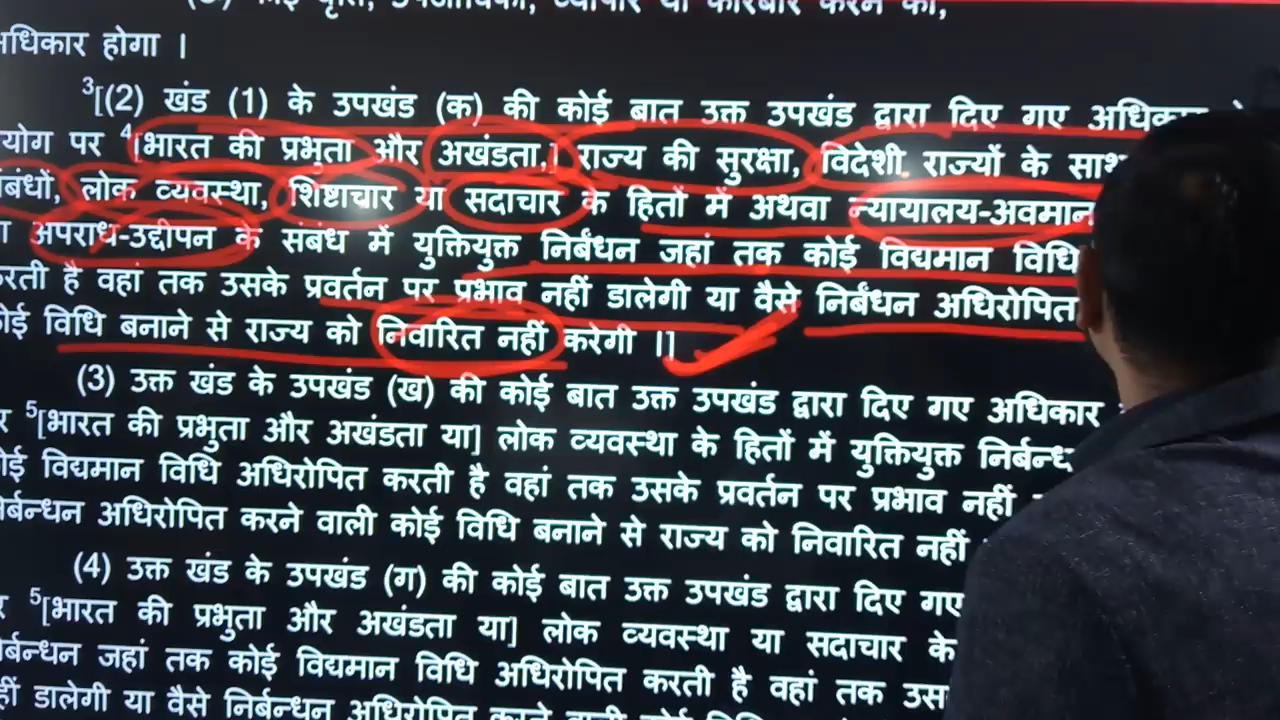 वृत्ति, उपजीविका, व्यापार या कारबार करने का,
अधिकार होगा ।
3[(2) खंड (1) के उपखंड (क) की कोई बात उक्त उपखंड द्वारा दिए गए अधिकार
पर 4[भारत की प्रभुता और अखंडता,] राज्य की सुरक्षा, विदेशी राज्यों के साथ
लोक व्यवस्था, शिष्टाचार या सदाचार के हितों में अथवा न्यायालय-अवमान
अपराध-उद्दीपन के संबंध में युक्तियुक्त निर्बंधन जहां तक कोई विद्यमान विधि
करती है वहां तक उसके प्रवर्तन पर प्रभाव नहीं डालेगी या वैसे निर्बंधन अधिरोपित
कोई विधि बनाने से राज्य को निवारित नहीं करेगी ।]
(3) उक्त खंड के उपखंड (ख) की कोई बात उक्त उपखंड द्वारा दिए गए अधिकार
5[भारत की प्रभुता और अखंडता या] लोक व्यवस्था के हितों में युक्तियुक्त
कोई विद्यमान विधि अधिरोपित करती है वहां तक उसके प्रवर्तन पर प्रभाव नहीं
निर्बन्धन अधिरोपित करने वाली कोई विधि बनाने से राज्य को निवारित नहीं
(4) उक्त खंड के उपखंड (ग) की कोई बात उक्त उपखंड द्वारा दिए गए
5[भारत की प्रभुता और अखंडता या] लोक व्यवस्था या सदाचार के
निर्बन्धन जहां तक कोई विद्यमान विधि अधिरोपित करती है वहां तक
नहीं डालेगी या वैसे निर्बन्धन अधिरोपित करने वाली कोई विधि